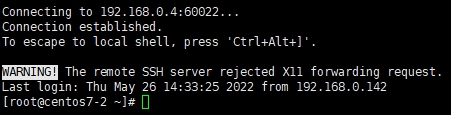 Connecting to 192.168.0.4:60022...
Connection established.
To escape to local shell, press 'Ctrl+Alt+]'.
WARNING! The remote SSH server rejected X11 forwarding request.
Last login: Thu May 26 14:33:25 2022 from 192.168.0.142
[root@centos7-2 ~]#